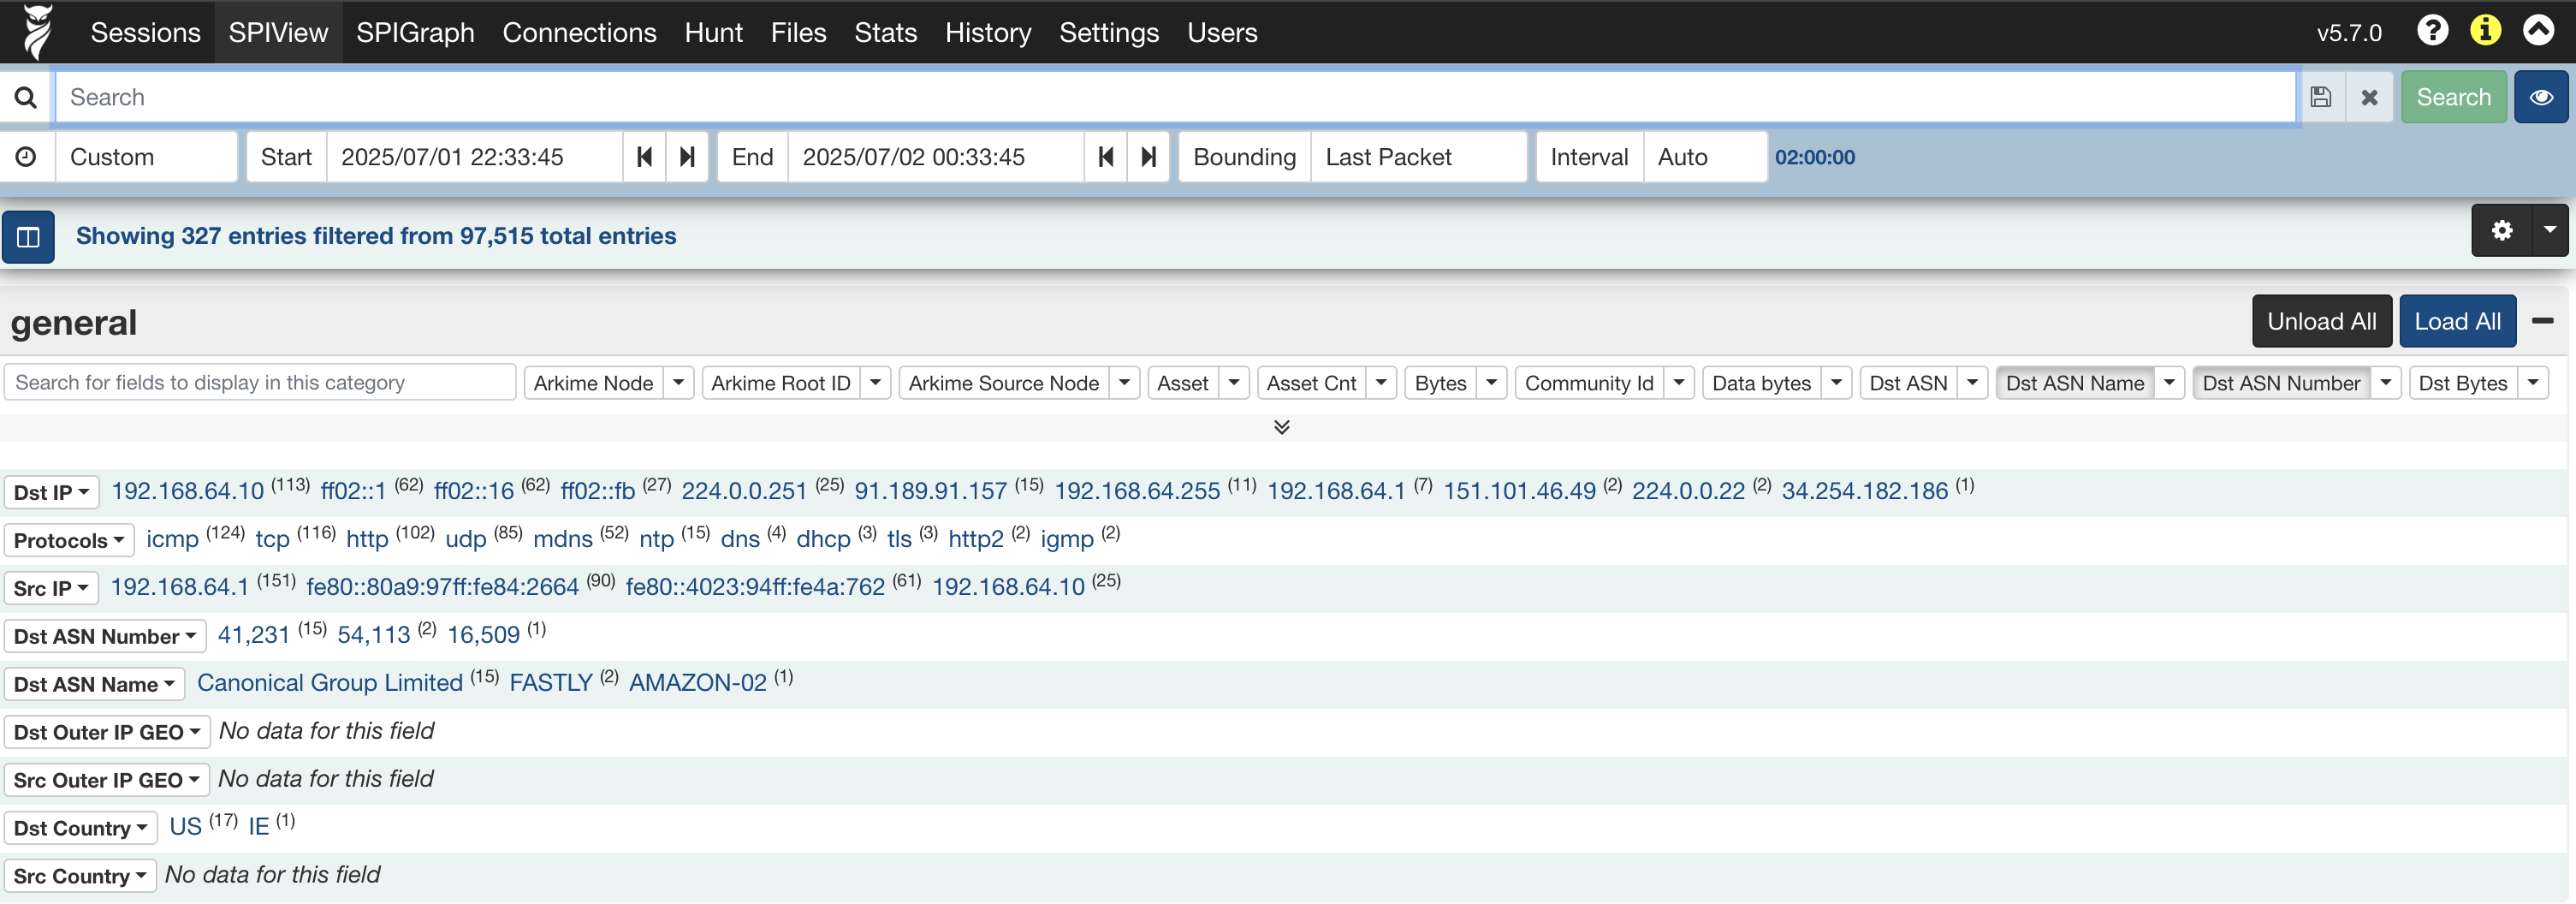 Sessions SPIView SPIGraph Connections Hunt Files Stats History Settings Users v5.7.0
Search Search
Custom Start 2025/07/01 22:33:45 End 2025/07/02 00:33:45 Bounding Last Packet Interval Auto 02:00:00
Showing 327 entries filtered from 97,515 total entries
general Unload All Load All
Search for fields to display in this category Arkime Node Arkime Root ID Arkime Source Node Asset Asset Cnt Bytes Community Id Data bytes Dst ASN Dst ASN Name Dst ASN Number Dst Bytes
Dst IP 192.168.64.10 (113) ff02::1 (62) ff02::16 (62) ff02::fb (27) 224.0.0.251 (25) 91.189.91.157 (15) 192.168.64.255 (11) 192.168.64.1 (7) 151.101.46.49 (2) 224.0.0.22 (2) 34.254.182.186 (1)
Protocols icmp (124) tcp (116) http (102) udp (85) mdns (52) ntp (15) dns (4) dhcp (3) tls (3) http2 (2) igmp (2)
Src IP 192.168.64.1 (151) fe80::80a9:97ff:fe84:2664 (90) fe80::4023:94ff:fe4a:762 (61) 192.168.64.10 (25)
Dst ASN Number 41,231 (15) 54,113 (2) 16,509 (1)
Dst ASN Name Canonical Group Limited (15) FASTLY (2) AMAZON-02 (1)
Dst Outer IP GEO No data for this field
Src Outer IP GEO No data for this field
Dst Country US (17) IE (1)
Src Country No data for this field